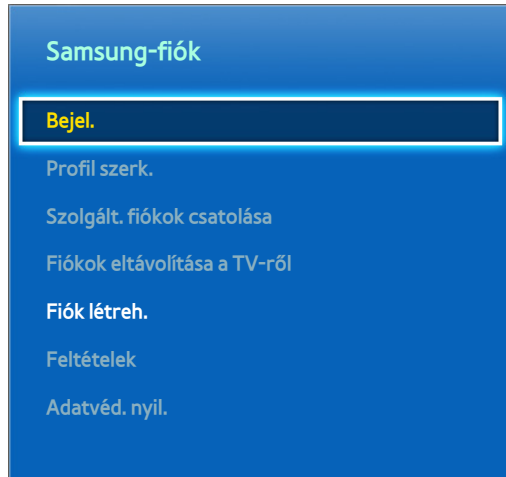 Samsung-fiók
Bejel.
Profil szerk.
Szolgált. fiókok csatolása
Fiókok eltávolítása a TV-ről
Fiók létreh.
Feltételek
Adatvéd. nyil.